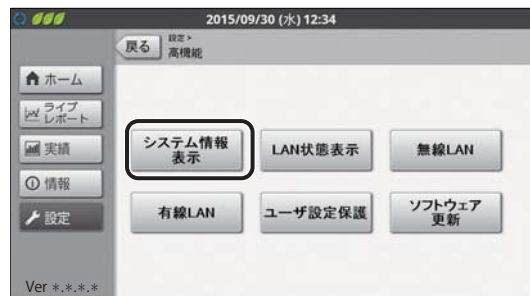 2015/09/30 (水) 12:34
戻る
設定>
高機能
ホーム
ライブ
レポート
実績
情報
設定
システム情報
表示
LAN状態表示
無線LAN
有線LAN
ユーザ設定保護
ソフトウェア
更新
Ver *.*.*.*